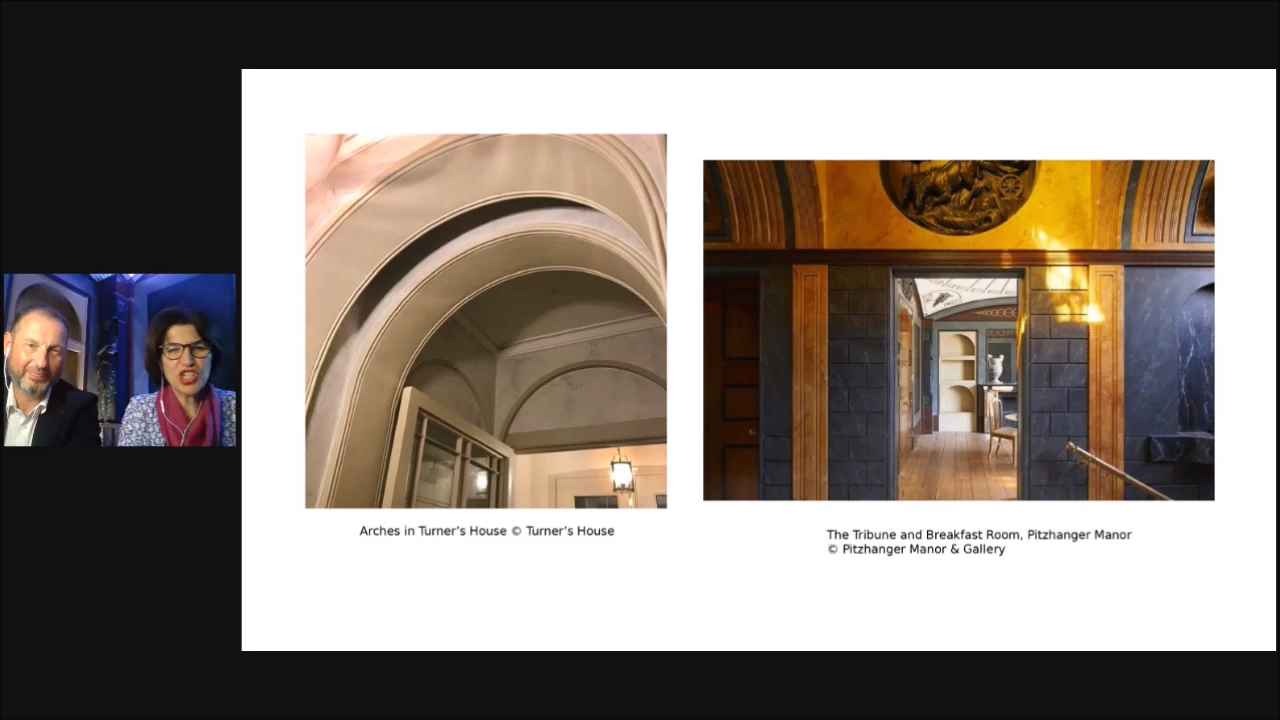 Arches in Turner’s House © Turner’s House
The Tribune and Breakfast Room, Pitzhanger Manor
© Pitzhanger Manor & Gallery